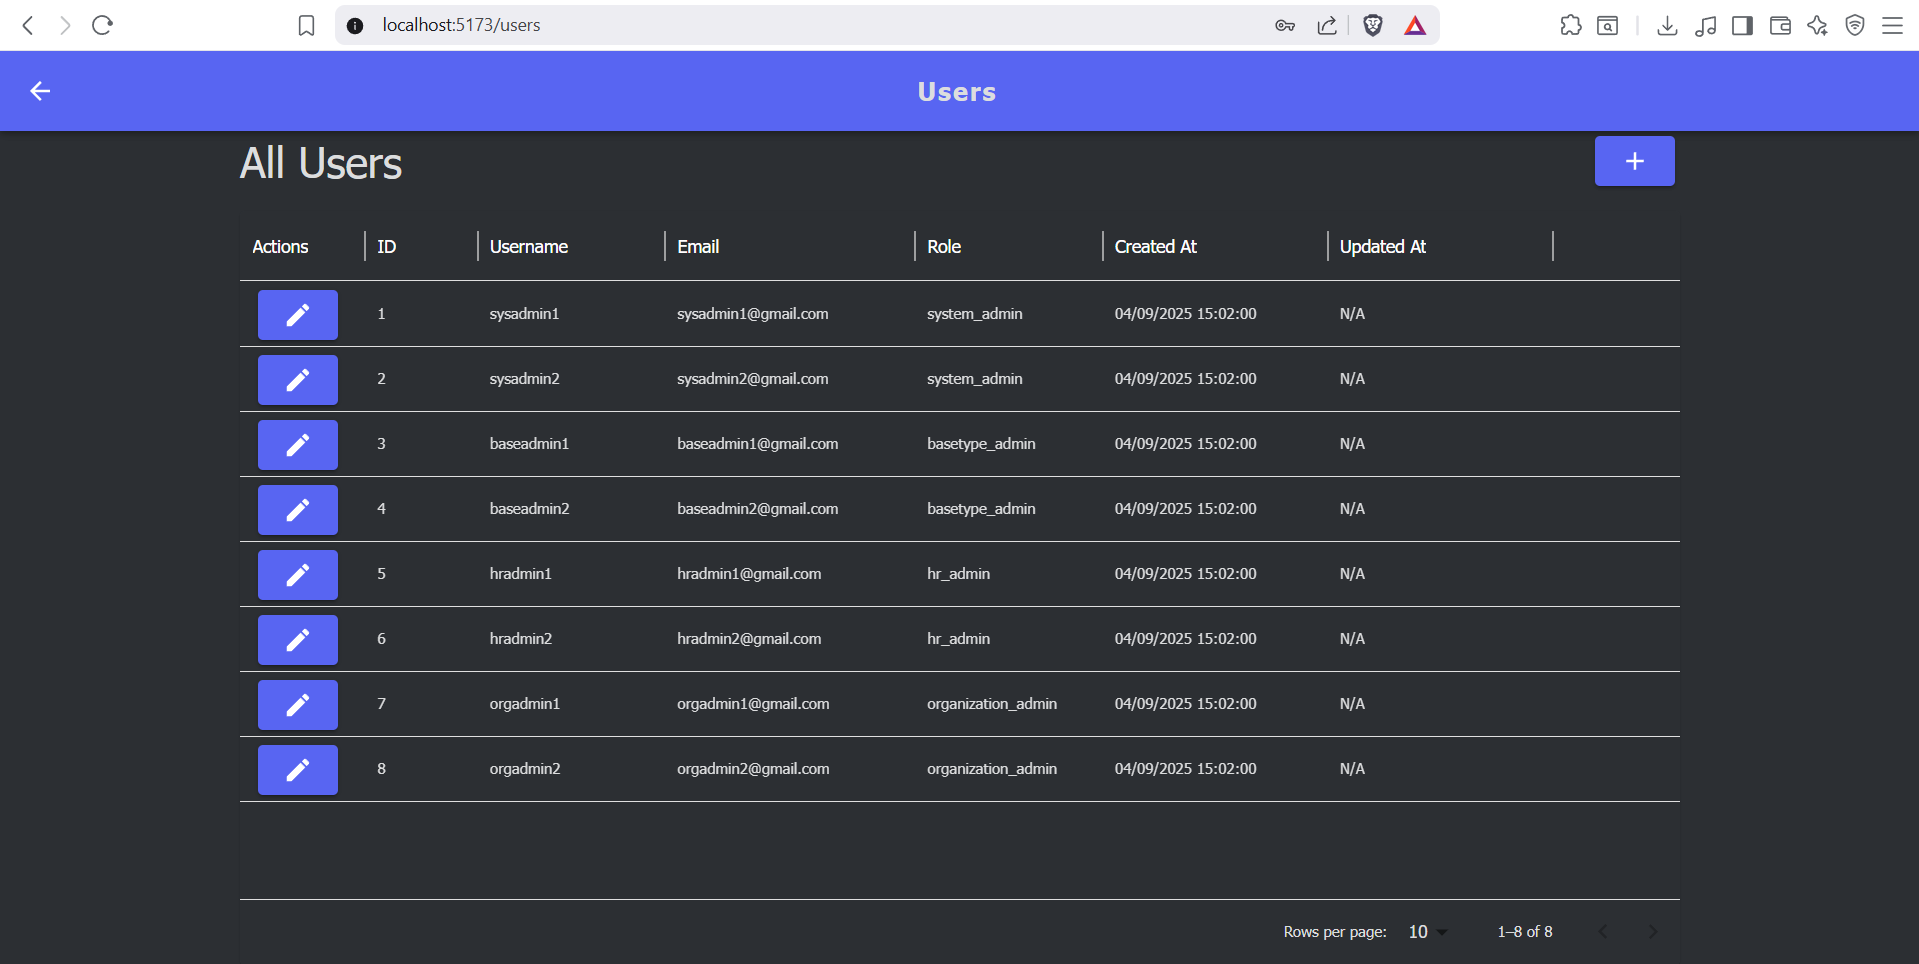 localhost:5173/users
Users
All Users
Actions ID Username Email Role Created At Updated At
1 sysadmin1 sysadmin1@gmail.com system_admin 04/09/2025 15:02:00 N/A
2 sysadmin2 sysadmin2@gmail.com system_admin 04/09/2025 15:02:00 N/A
3 baseadmin1 baseadmin1@gmail.com basetype_admin 04/09/2025 15:02:00 N/A
4 baseadmin2 baseadmin2@gmail.com basetype_admin 04/09/2025 15:02:00 N/A
5 hradmin1 hradmin1@gmail.com hr_admin 04/09/2025 15:02:00 N/A
6 hradmin2 hradmin2@gmail.com hr_admin 04/09/2025 15:02:00 N/A
7 orgadmin1 orgadmin1@gmail.com organization_admin 04/09/2025 15:02:00 N/A
8 orgadmin2 orgadmin2@gmail.com organization_admin 04/09/2025 15:02:00 N/A
Rows per page: 10 1–8 of 8